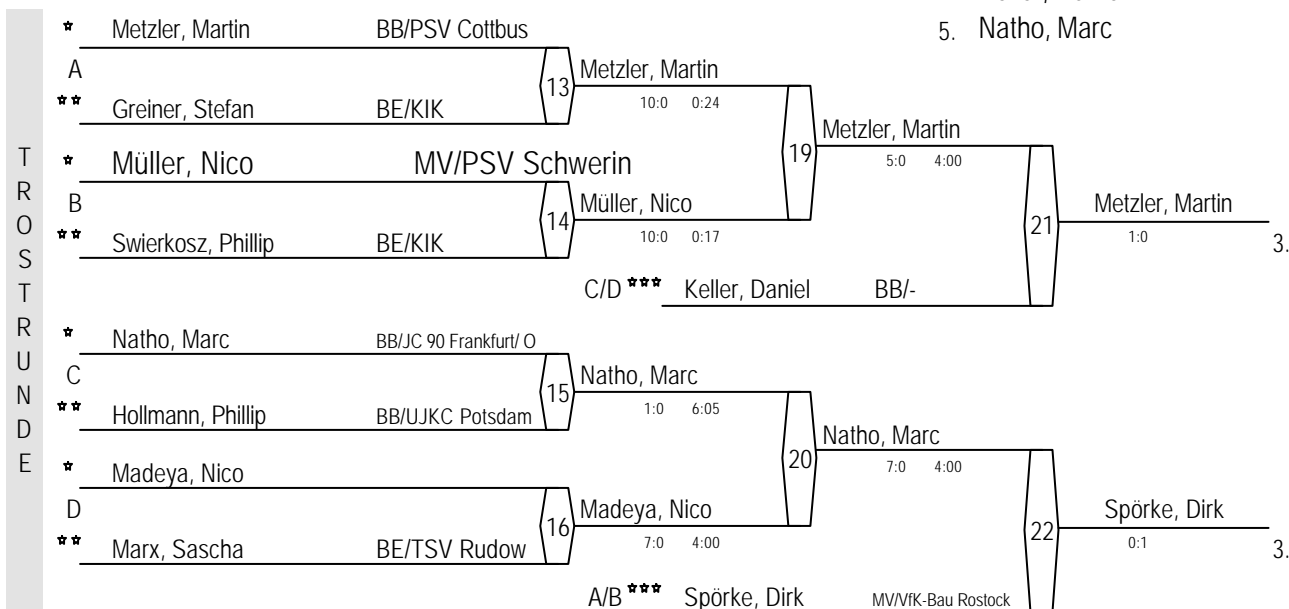 5. Natho, Marc
TROSTRUNDE
* Metzler, Martin BB/PSV Cottbus
A
** Greiner, Stefan BE/KIK
13
Metzler, Martin
10:0 0:24
* Müller, Nico MV/PSV Schwerin
B
** Swierkosz, Phillip BE/KIK
14
Müller, Nico
10:0 0:17
19
Metzler, Martin
5:0 4:00
C/D *** Keller, Daniel BB/-
21
Metzler, Martin
1:0
3.
* Natho, Marc BB/JC 90 Frankfurt/ O
C
** Hollmann, Phillip BB/UJKC Potsdam
15
Natho, Marc
1:0 6:05
* Madeya, Nico
D
** Marx, Sascha BE/TSV Rudow
16
Madeya, Nico
7:0 4:00
20
Natho, Marc
7:0 4:00
A/B *** Spörke, Dirk MV/VfK-Bau Rostock
22
Spörke, Dirk
0:1
3.